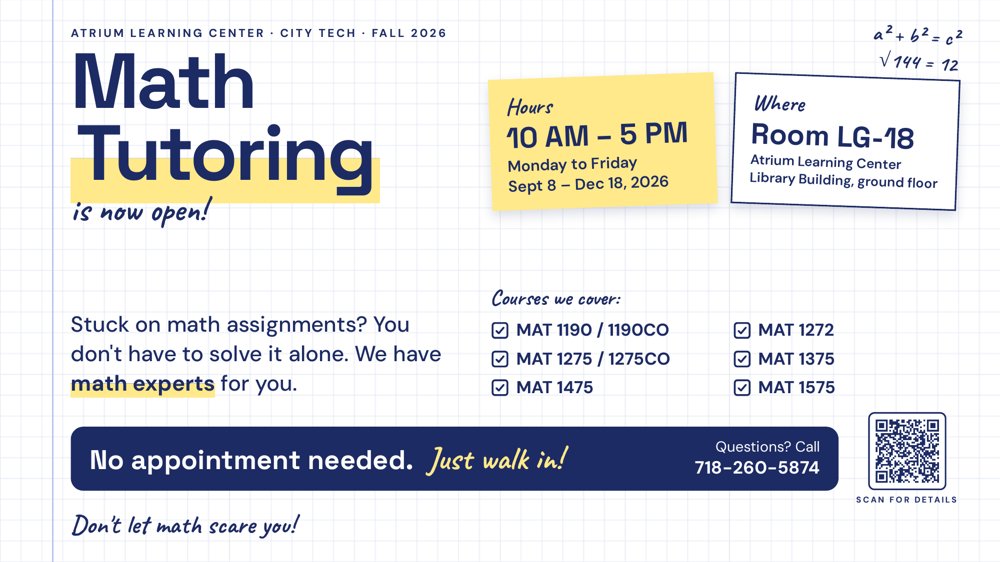 ATRIUM LEARNING CENTER · CITY TECH · FALL 2026
Math
Tutoring
is now open!
a² + b² = c²
√144 = 12
Hours
10 AM – 5 PM
Monday to Friday
Sept 8 – Dec 18, 2026
Where
Room LG-18
Atrium Learning Center
Library Building, ground floor
Stuck on math assignments? You
don't have to solve it alone. We have
math experts for you.
Courses we cover:
MAT 1190 / 1190CO
MAT 1272
MAT 1275 / 1275CO
MAT 1375
MAT 1475
MAT 1575
No appointment needed. Just walk in!
Questions? Call
718-260-5874
SCAN FOR DETAILS
Don't let math scare you!